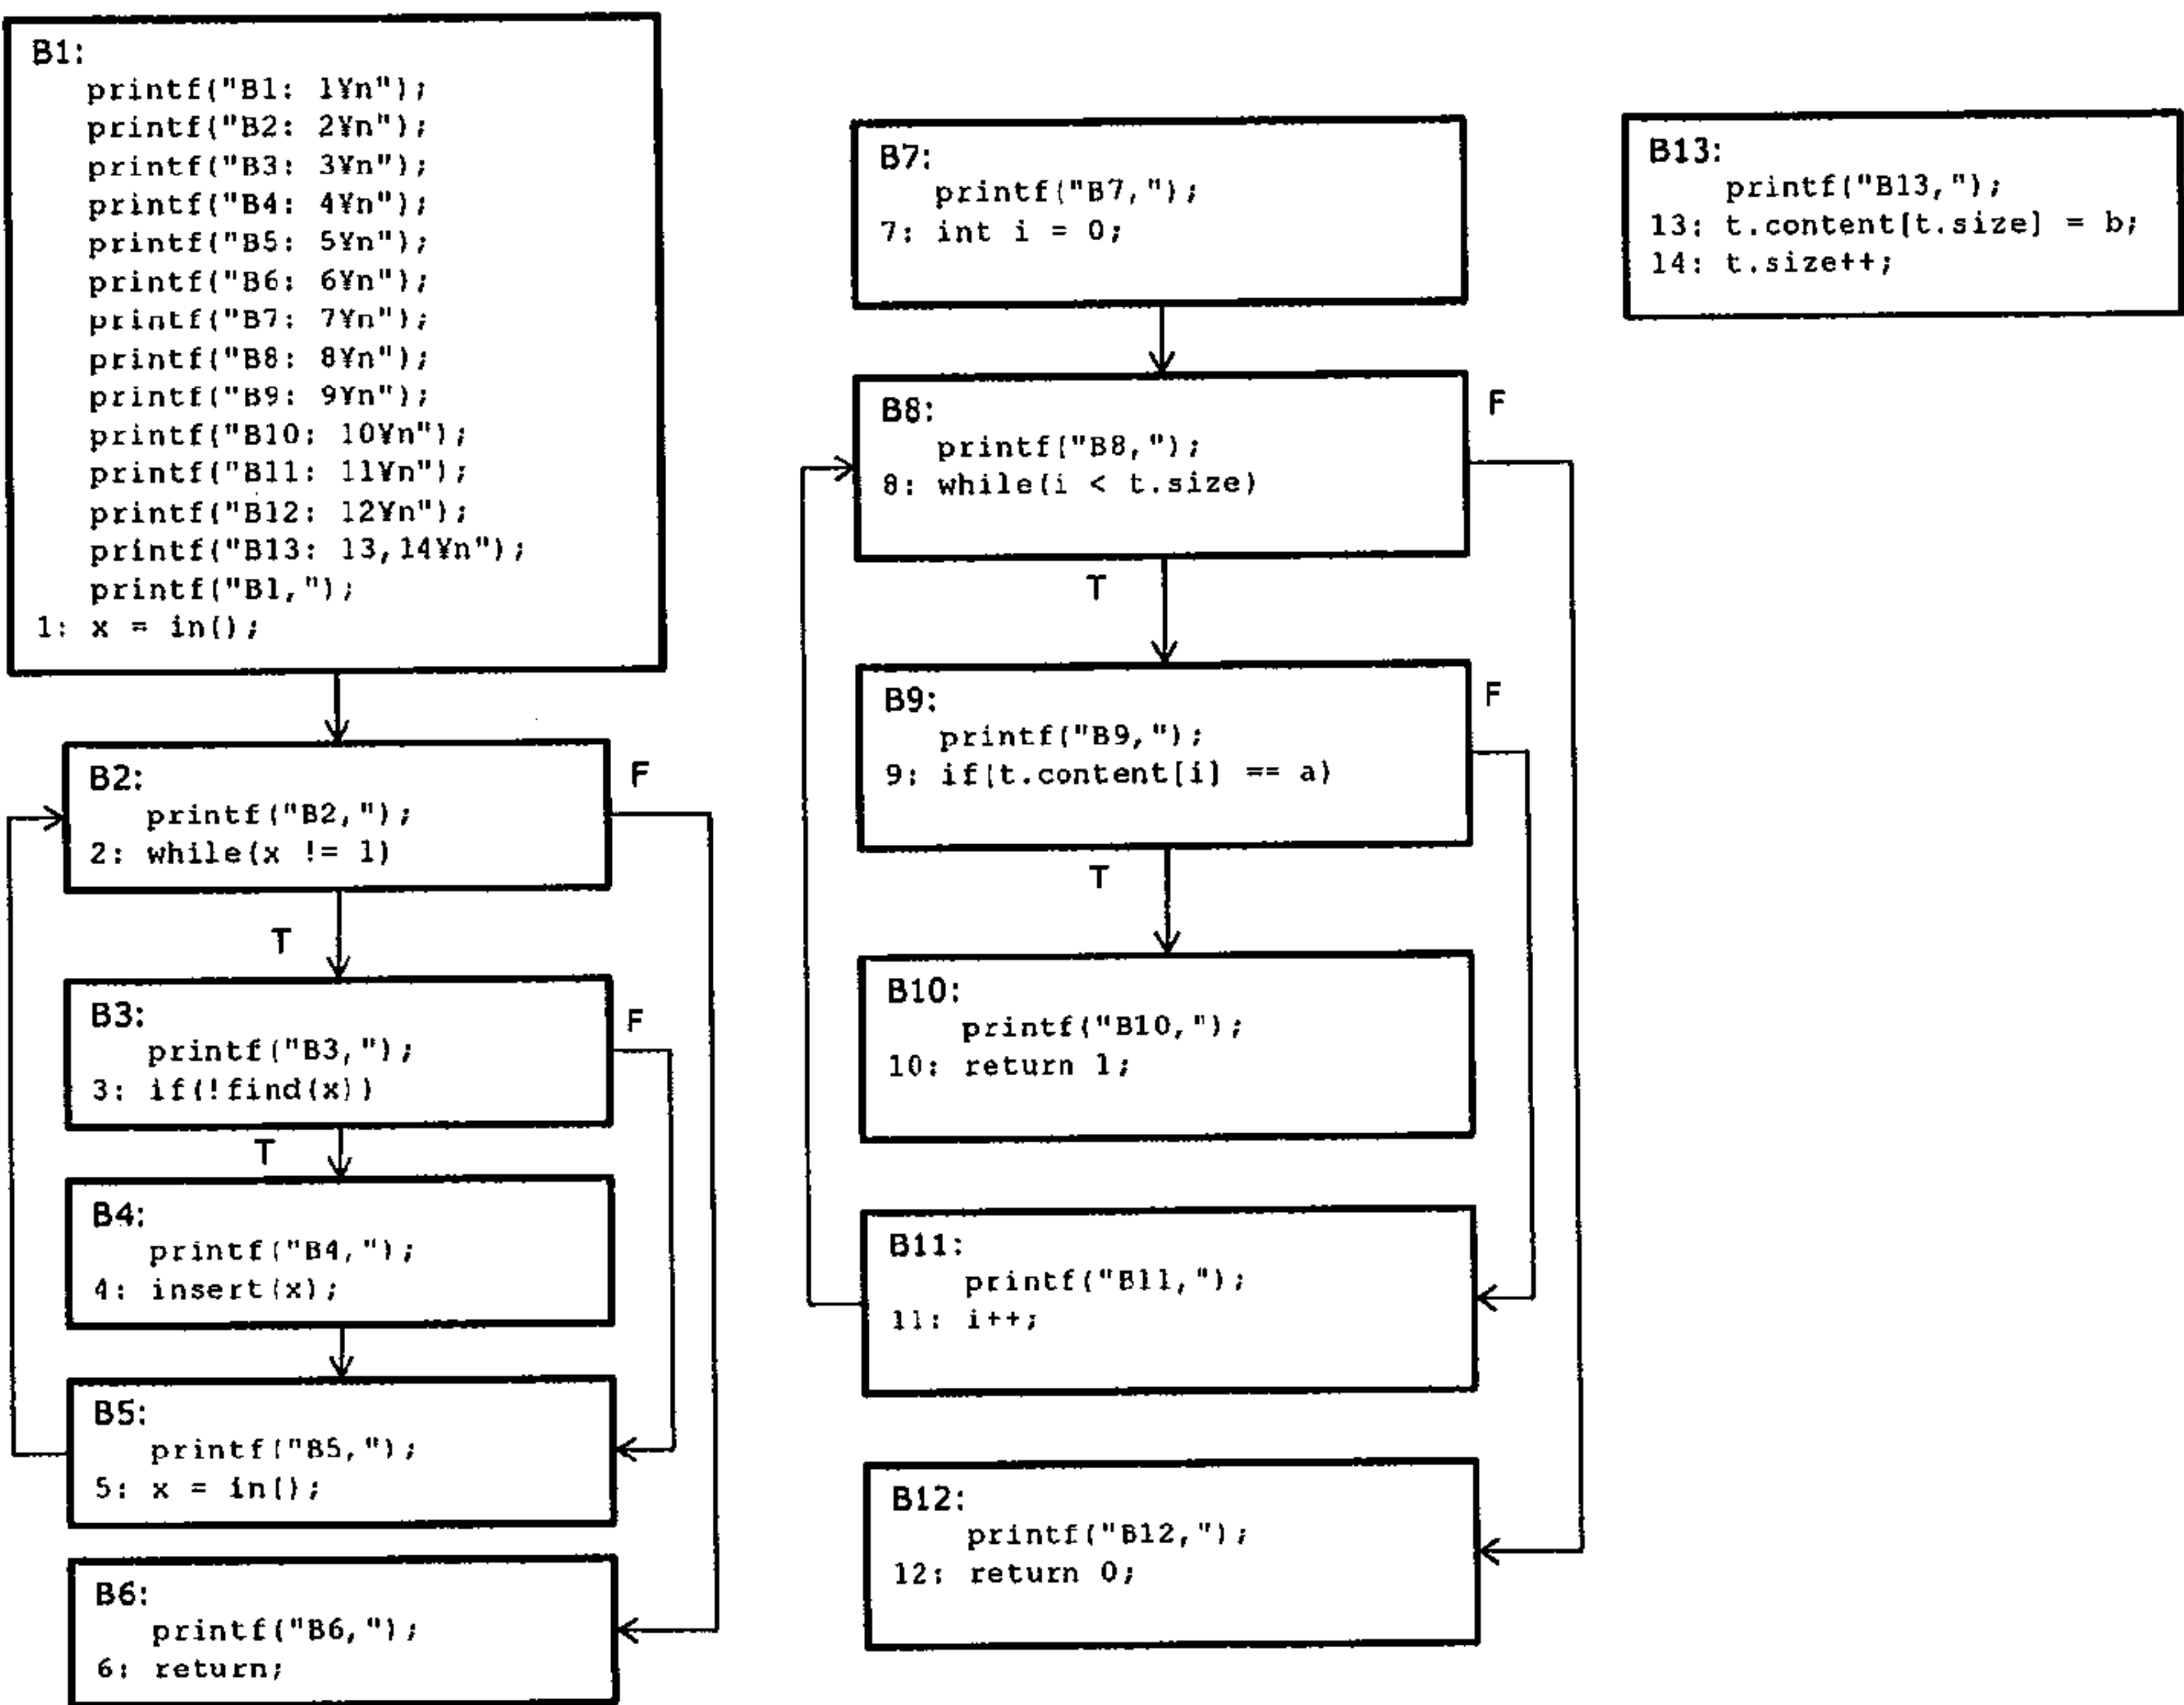 B1:
printf("B1: 1¥n");
printf("B2: 2¥n");
printf("B3: 3¥n");
printf("B4: 4¥n");
printf("B5: 5¥n");
printf("B6: 6¥n");
printf("B7: 7¥n");
printf("B8: 8¥n");
printf("B9: 9¥n");
printf("B10: 10¥n");
printf("B11: 11¥n");
printf("B12: 12¥n");
printf("B13: 13,14¥n");
printf("B1,");
1: x = in();
B2:
printf("B2,");
2: while(x != 1)
F
T
B3:
printf("B3,");
3: if(!find(x))
F
T
B4:
printf("B4,");
4: insert(x);
B5:
printf("B5,");
5: x = in();
B6:
printf("B6,");
6: return;
B7:
printf("B7,");
7: int i = 0;
B8:
printf("B8,");
8: while(i < t.size)
F
T
B9:
printf("B9,");
9: if(t.content[i] == a)
F
T
B10:
printf("B10,");
10: return 1;
B11:
printf("B11,");
11: i++;
B12:
printf("B12,");
12: return 0;
B13:
printf("B13,");
13: t.content[t.size] = b;
14: t.size++;